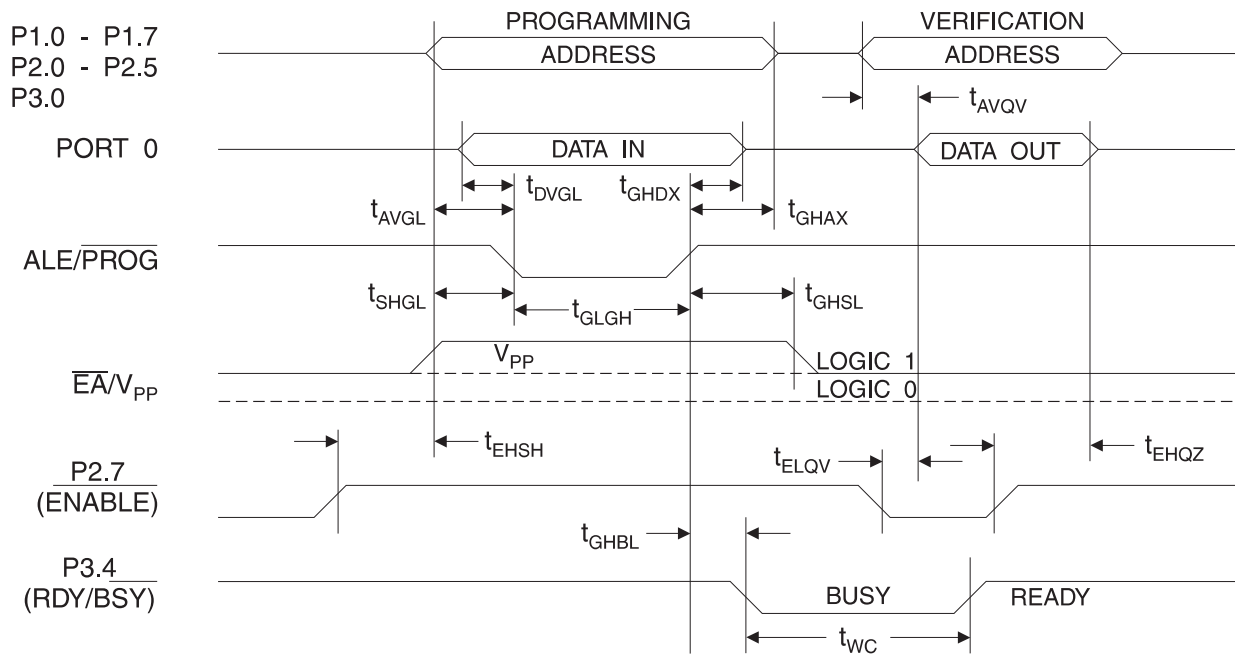 PROGRAMMING VERIFICATION
P1.0 - P1.7
P2.0 - P2.5
P3.0
ADDRESS ADDRESS
tAVQV
PORT 0 DATA IN DATA OUT
tDVGL tGHDX
tAVGL tGHAX
ALE/PROG
tSHGL tGLGH tGHSL
EA/VPP VPP LOGIC 1
LOGIC 0
tEHSH tELQV tEHQZ
P2.7
(ENABLE)
tGHBL
P3.4
(RDY/BSY) BUSY READY
tWC